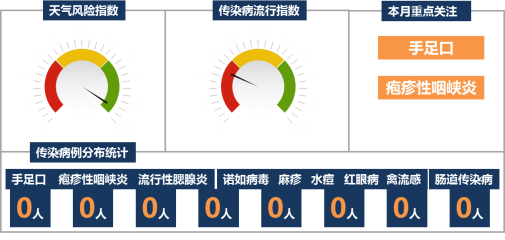 天气风险指数
传染病流行指数
本月重点关注
手足口
疱疹性咽峡炎
传染病例分布统计
手足口 疱疹性咽峡炎 流行性腮腺炎 诺如病毒 麻疹 水痘 红眼病 禽流感 肠道传染病
0人 0人 0人 0人 0人 0人 0人 0人